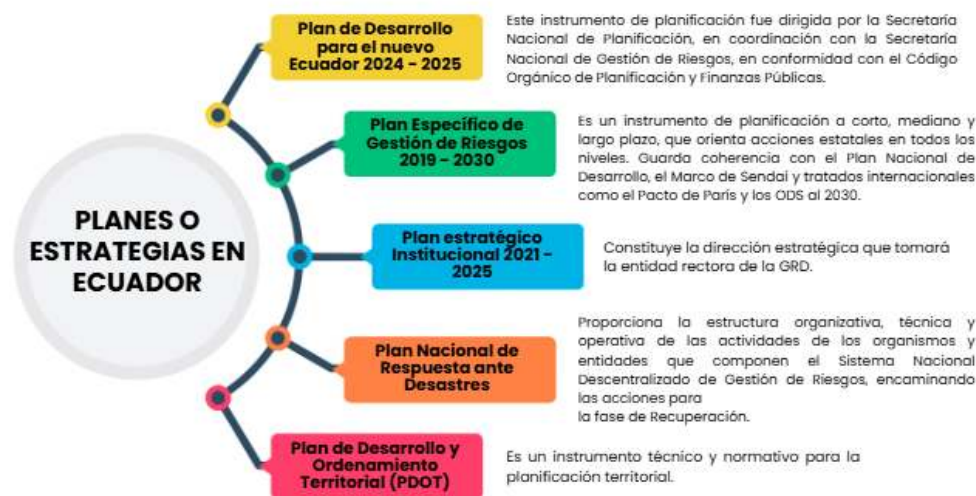 PLANES O
ESTRATEGIAS EN
ECUADOR
Plan de Desarrollo
para el nuevo
Ecuador 2024 - 2025
Este instrumento de planificación fue dirigida por la Secretaría
Nacional de Planificación, en coordinación con la Secretaría
Nacional de Gestión de Riesgos, en conformidad con el Código
Orgánico de Planificación y Finanzas Públicas.
Plan Específico de
Gestión de Riesgos
2019 - 2030
Es un instrumento de planificación a corto, mediano y
largo plazo, que orienta acciones estatales en todos los
niveles. Guarda coherencia con el Plan Nacional de
Desarrollo, el Marco de Sendai y tratados internacionales
como el Pacto de París y los ODS al 2030.
Plan estratégico
Institucional 2021 -
2025
Constituye la dirección estratégica que tomará
la entidad rectora de la GRD.
Plan Nacional de
Respuesta ante
Desastres
Proporciona la estructura organizativa, técnica y
operativa de las actividades de los organismos y
entidades que componen el Sistema Nacional
Descentralizado de Gestión de Riesgos, encaminando
las acciones para
la fase de Recuperación.
Plan de Desarrollo y
Ordenamiento
Territorial (PDOT)
Es un instrumento técnico y normativo para la
planificación territorial.